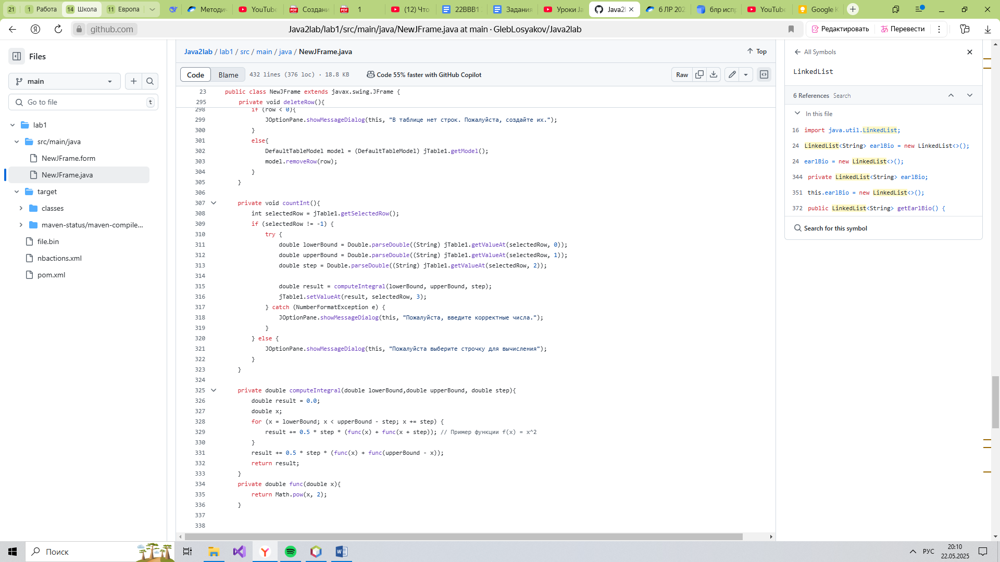 21
1 Работа
14 Школа
11 Европа
Методич
YouTube
Создани
1
(12) Что
22BBB1
Задания
Уроки Ja
Java2l
6 ЛР 202
блр исп
YouTube
Google K
github.com
Java2lab/lab1/src/main/java/NewJFrame.java at main · GlebLosyakov/Java2lab
Редактировать
Перевести
Files
main
Go to file
t
lab1
src/main/java
NewJFrame.form
NewJFrame.java
target
classes
maven-status/maven-compile...
file.bin
nbactions.xml
pom.xml
Java2lab / lab1 / src / main / java / NewJFrame.java
Top
Code
Blame
432 lines (376 loc) · 18.8 KB
Code 55% faster with GitHub Copilot
Raw
23 public class NewJFrame extends javax.swing.JFrame {
295 private void deleteRow(){
298 if (row < 0){
299 JOptionPane.showMessageDialog(this, "В таблице нет строк. Пожалуйста, создайте их.");
300 }
301 else{
302 DefaultTableModel model = (DefaultTableModel) jTable1.getModel();
303 model.removeRow(row);
304 }
305 }
306
307 private void countInt(){
308 int selectedRow = jTable1.getSelectedRow();
309 if (selectedRow != -1) {
310 try {
311 double lowerBound = Double.parseDouble((String) jTable1.getValueAt(selectedRow, 0));
312 double upperBound = Double.parseDouble((String) jTable1.getValueAt(selectedRow, 1));
313 double step = Double.parseDouble((String) jTable1.getValueAt(selectedRow, 2));
314
315 double result = computeIntegral(lowerBound, upperBound, step);
316 jTable1.setValueAt(result, selectedRow, 3);
317 } catch (NumberFormatException e) {
318 JOptionPane.showMessageDialog(this, "Пожалуйста, введите корректные числа.");
319 }
320 } else {
321 JOptionPane.showMessageDialog(this, "Пожалуйста выберите строчку для вычисления");
322 }
323 }
324
325 private double computeIntegral(double lowerBound,double upperBound, double step){
326 double result = 0.0;
327 double x;
328 for (x = lowerBound; x < upperBound - step; x += step) {
329 result += 0.5 * step * (func(x) + func(x + step)); // Пример функции f(x) = x^2
330 }
331 result += 0.5 * step * (func(x) + func(upperBound - x));
332 return result;
333 }
334 private double func(double x){
335 return Math.pow(x, 2);
336 }
337
338
All Symbols
LinkedList
6 References Search
In this file
16 import java.util.LinkedList;
24 LinkedList<String> earlBio = new LinkedList<>();
24 earlBio = new LinkedList<>();
344 private LinkedList<String> earlBio;
351 this.earlBio = new LinkedList<>();
372 public LinkedList<String> getEarlBio() {
Search for this symbol
Поиск
РУС
20:10
22.05.2025